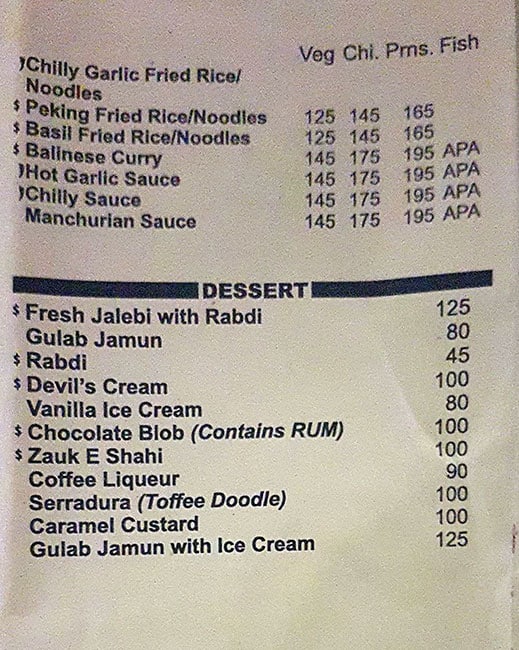 Veg Chi. Prns. Fish
Chilly Garlic Fried Rice/
Noodles
$ Peking Fried Rice/Noodles 125 145 165
$ Basil Fried Rice/Noodles 125 145 165
$ Balinese Curry 145 175 195 APA
Hot Garlic Sauce 145 175 195 APA
Chilly Sauce 145 175 195 APA
Manchurian Sauce 145 175 195 APA
DESSERT
$ Fresh Jalebi with Rabdi 125
Gulab Jamun 80
$ Rabdi 45
$ Devil's Cream 100
Vanilla Ice Cream 80
$ Chocolate Blob (Contains RUM) 100
$ Zauk E Shahi 100
Coffee Liqueur 90
Serradura (Toffee Doodle) 100
Caramel Custard 100
Gulab Jamun with Ice Cream 125